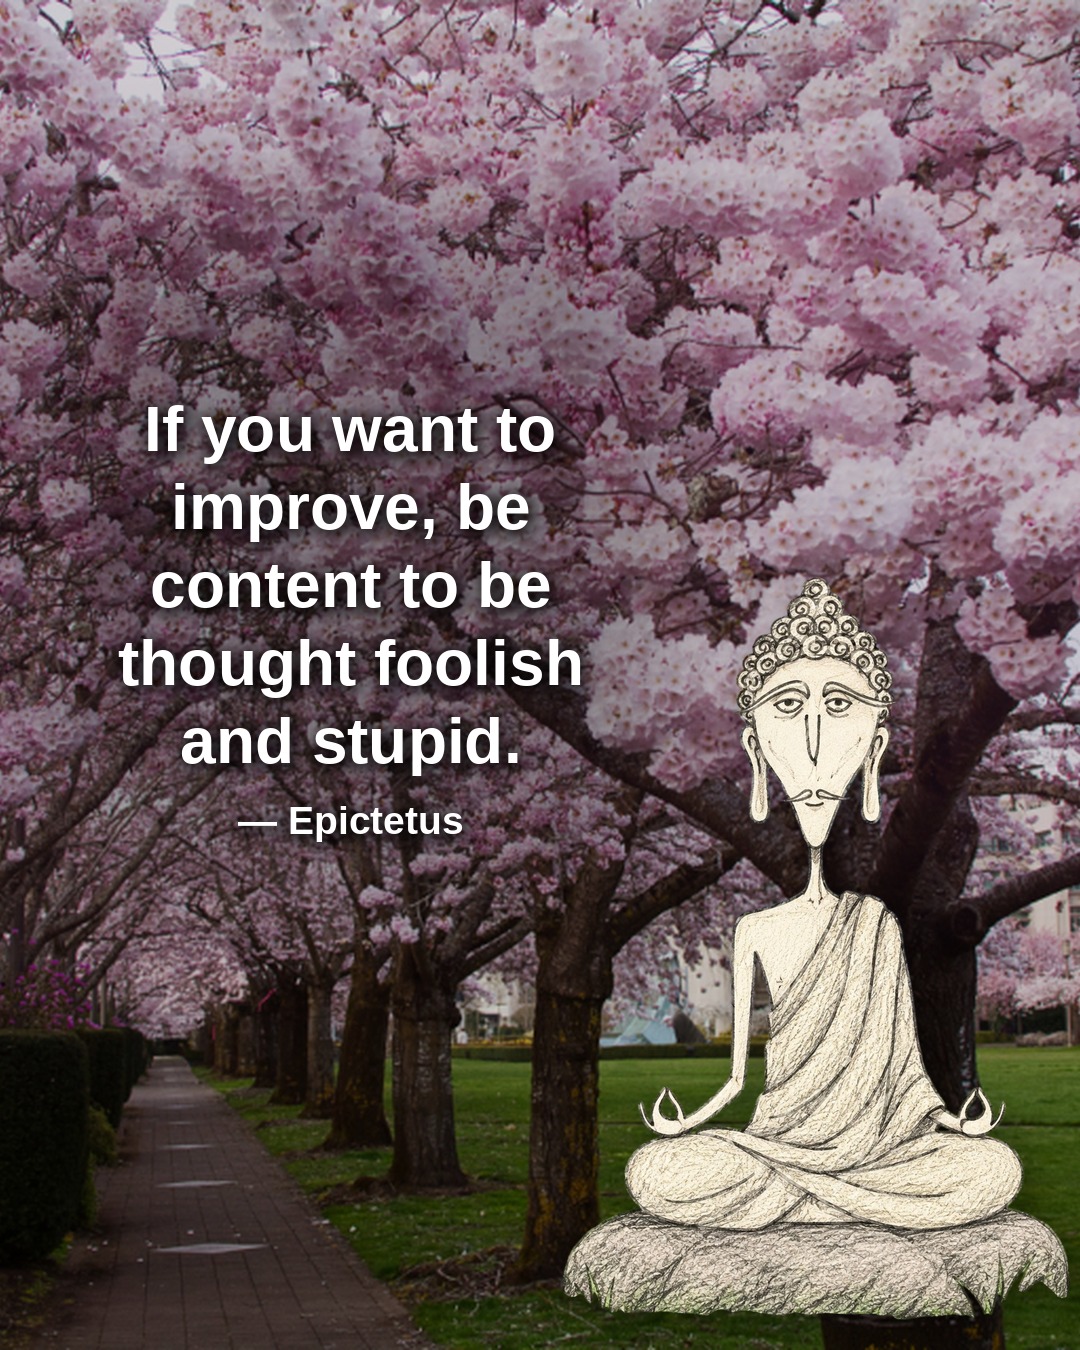 If you want to
improve, be
content to be
thought foolish
and stupid.
— Epictetus